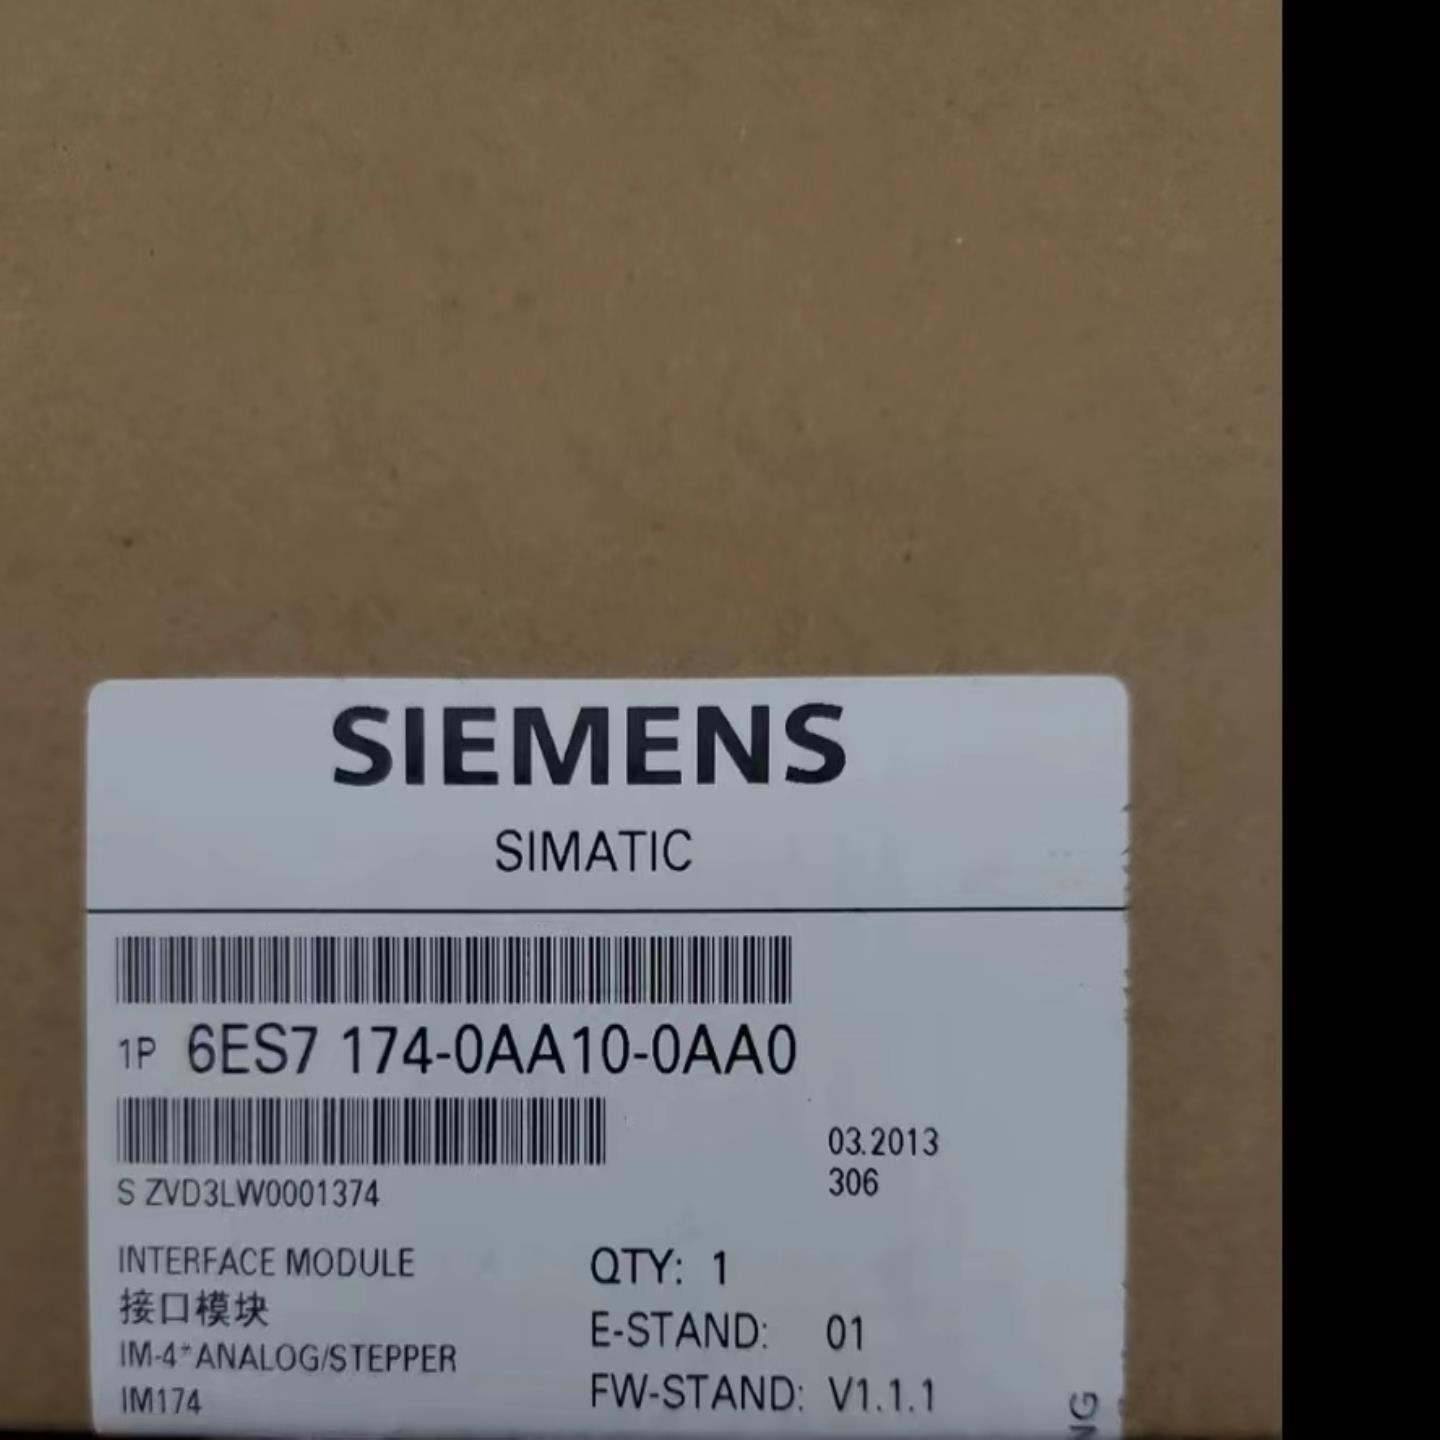 SIEMENS
SIMATIC
1P 6ES7 174-0AA10-0AA0
03.2013
306
S ZVD3LW0001374
INTERFACE MODULE
接口模块
IM-4*ANALOG/STEPPER
IM174
QTY: 1
E-STAND: 01
FW-STAND: V1.1.1